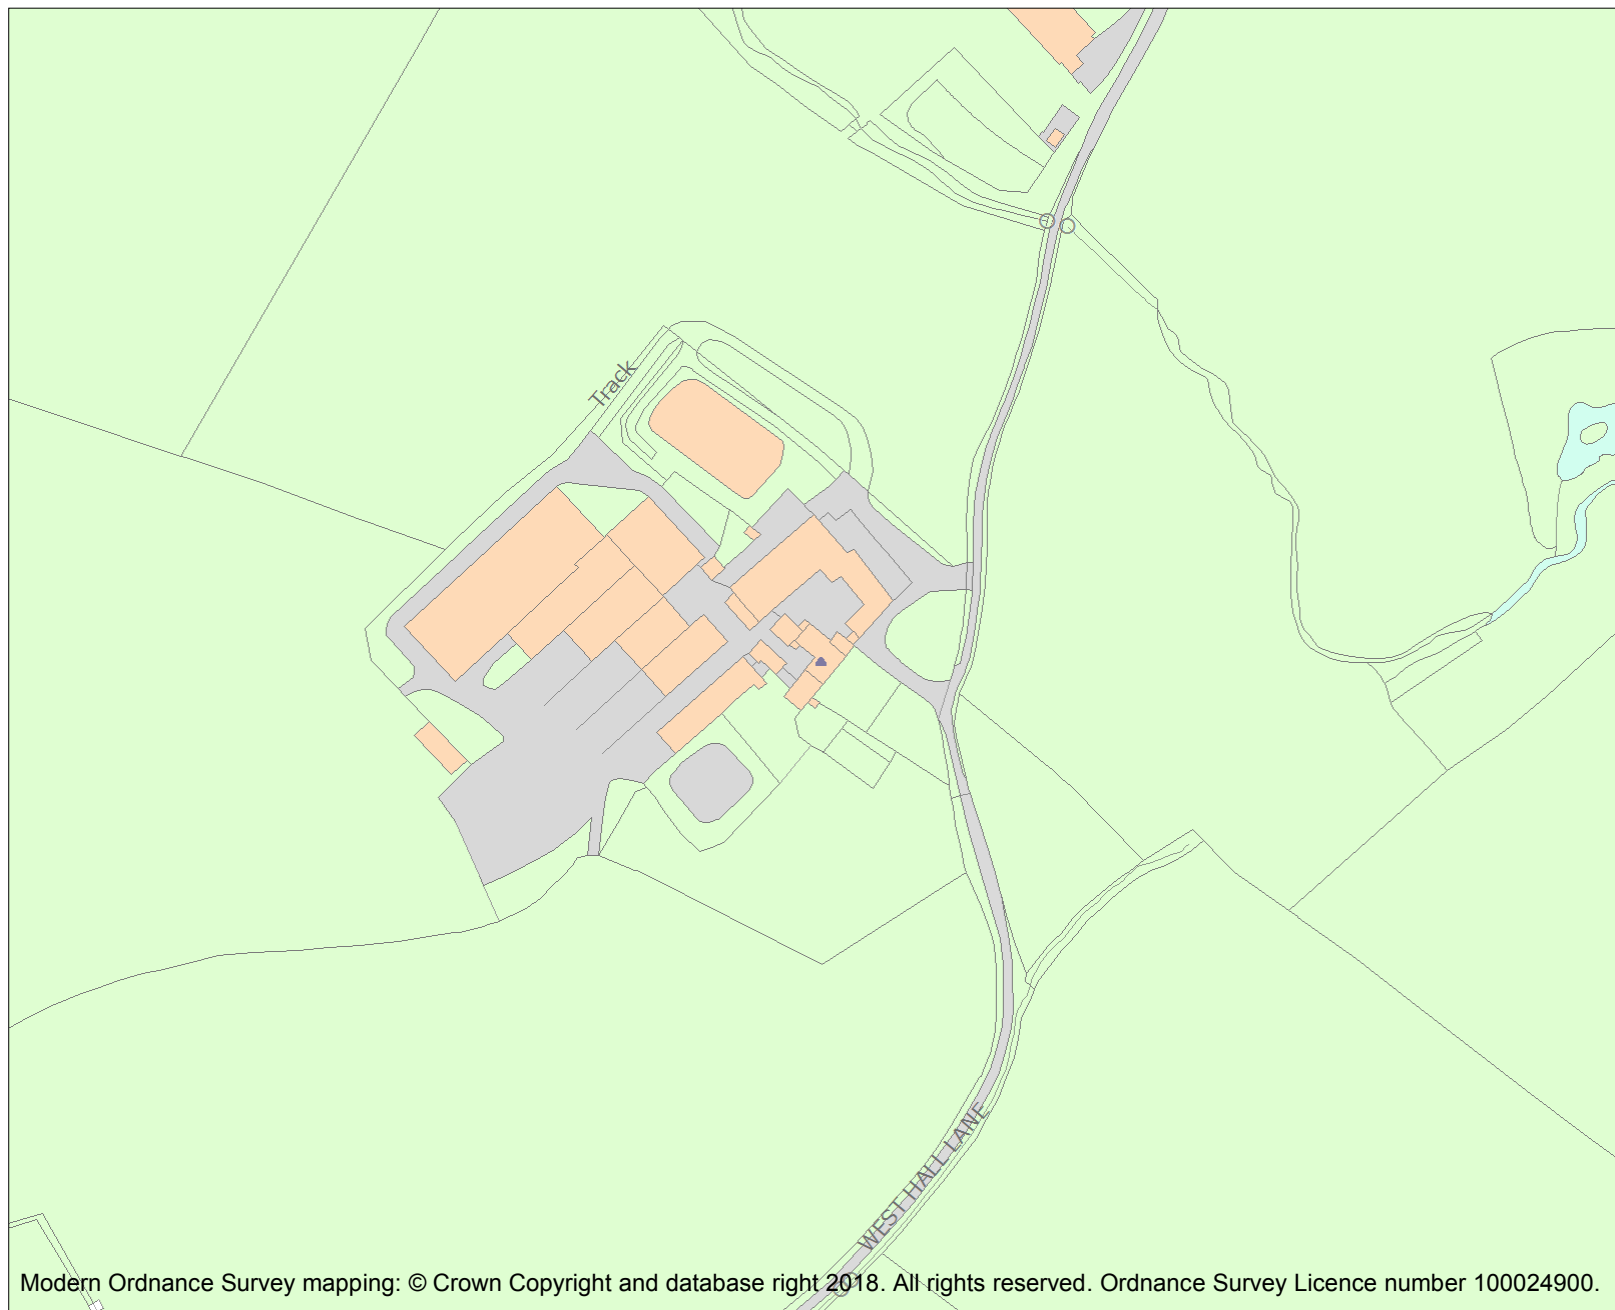 Track
WEST HALL LANE
Modern Ordnance Survey mapping: © Crown Copyright and database right 2018. All rights reserved. Ordnance Survey Licence number 100024900.